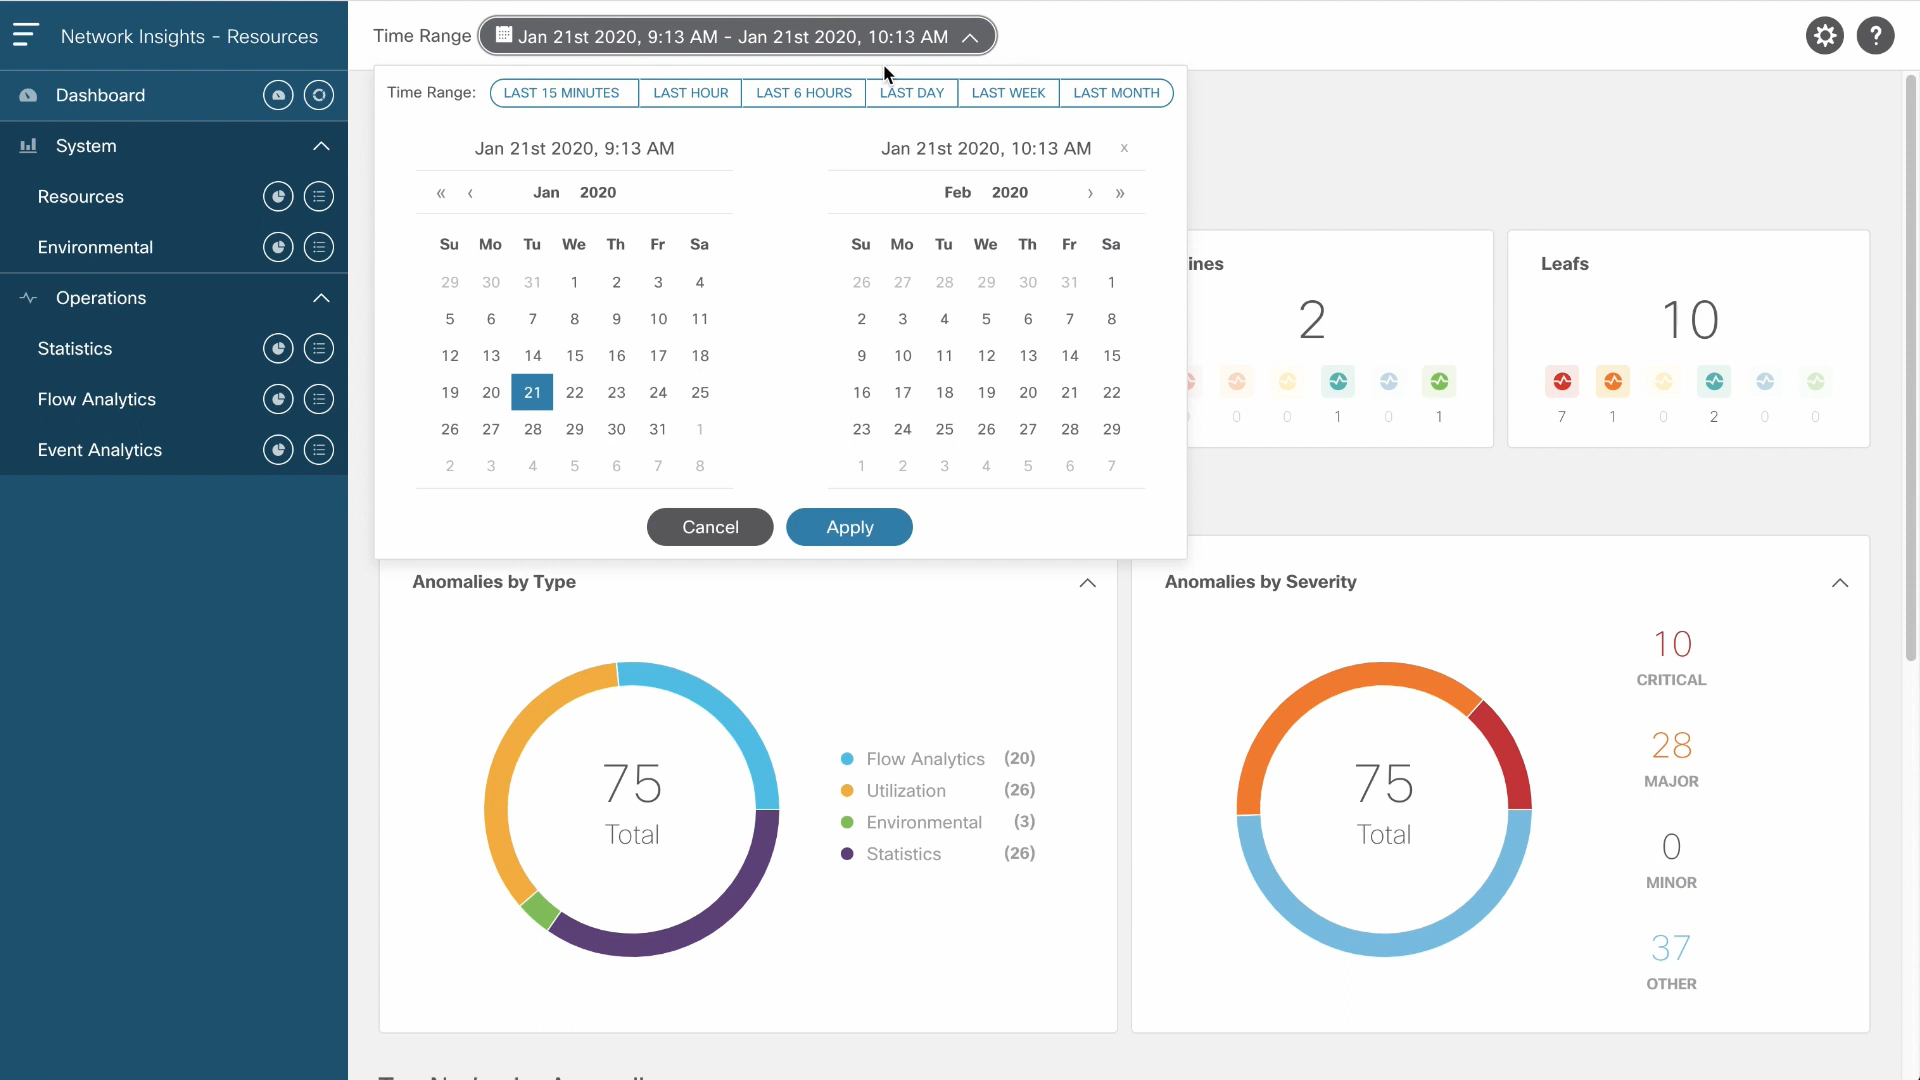 Network Insights - Resources
Time Range Jan 21st 2020, 9:13 AM - Jan 21st 2020, 10:13 AM
?
Dashboard
System
Resources
Environmental
Operations
Statistics
Flow Analytics
Event Analytics
Time Range: LAST 15 MINUTES LAST HOUR LAST 6 HOURS LAST DAY LAST WEEK LAST MONTH
Jan 21st 2020, 9:13 AM
« ‹ Jan 2020
Su Mo Tu We Th Fr Sa
29 30 31 1 2 3 4
5 6 7 8 9 10 11
12 13 14 15 16 17 18
19 20 21 22 23 24 25
26 27 28 29 30 31 1
2 3 4 5 6 7 8
Jan 21st 2020, 10:13 AM x
Feb 2020 › »
Su Mo Tu We Th Fr Sa
26 27 28 29 30 31 1
2 3 4 5 6 7 8
9 10 11 12 13 14 15
16 17 18 19 20 21 22
23 24 25 26 27 28 29
1 2 3 4 5 6 7
Cancel Apply
ines
2
0 0 1 0 1
Leafs
10
7 1 0 2 0 0
Anomalies by Type
75
Total
Flow Analytics (20)
Utilization (26)
Environmental (3)
Statistics (26)
Anomalies by Severity
75
Total
10
CRITICAL
28
MAJOR
0
MINOR
37
OTHER